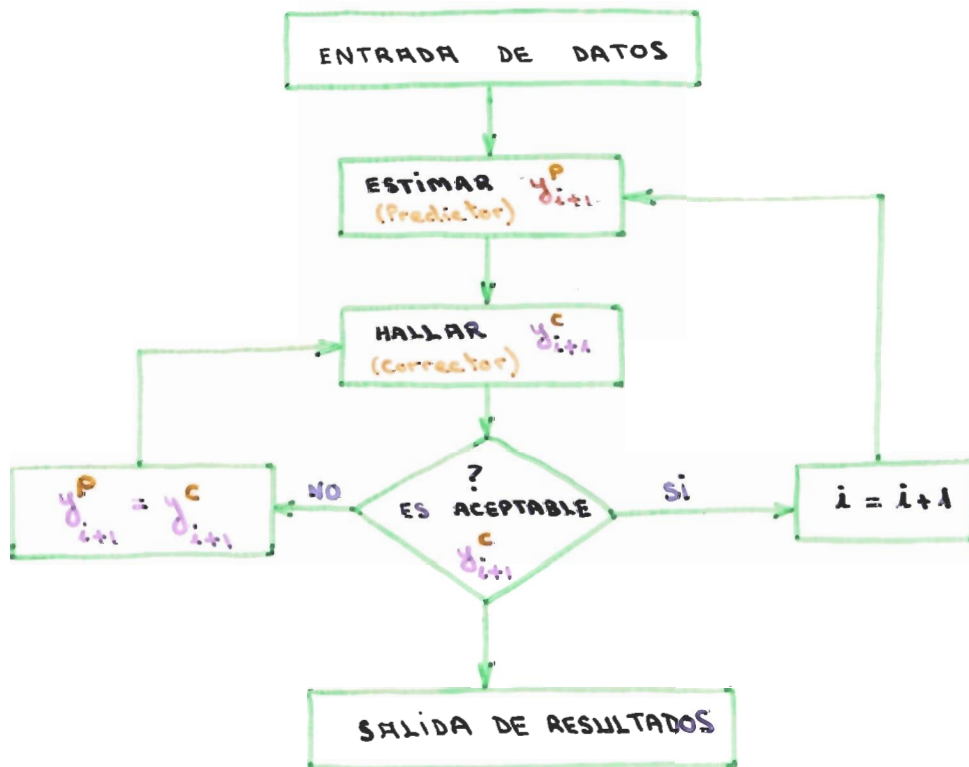 ENTRADA DE DATOS
ESTIMAR y^P_{i+1}
(Predictor)
HALLAR y^C_{i+1}
(Corrector)
?
ES ACEPTABLE
y^C_{i+1}
NO
SÍ
y^P_{i+1} = y^C_{i+1}
i = i+1
SALIDA DE RESULTADOS